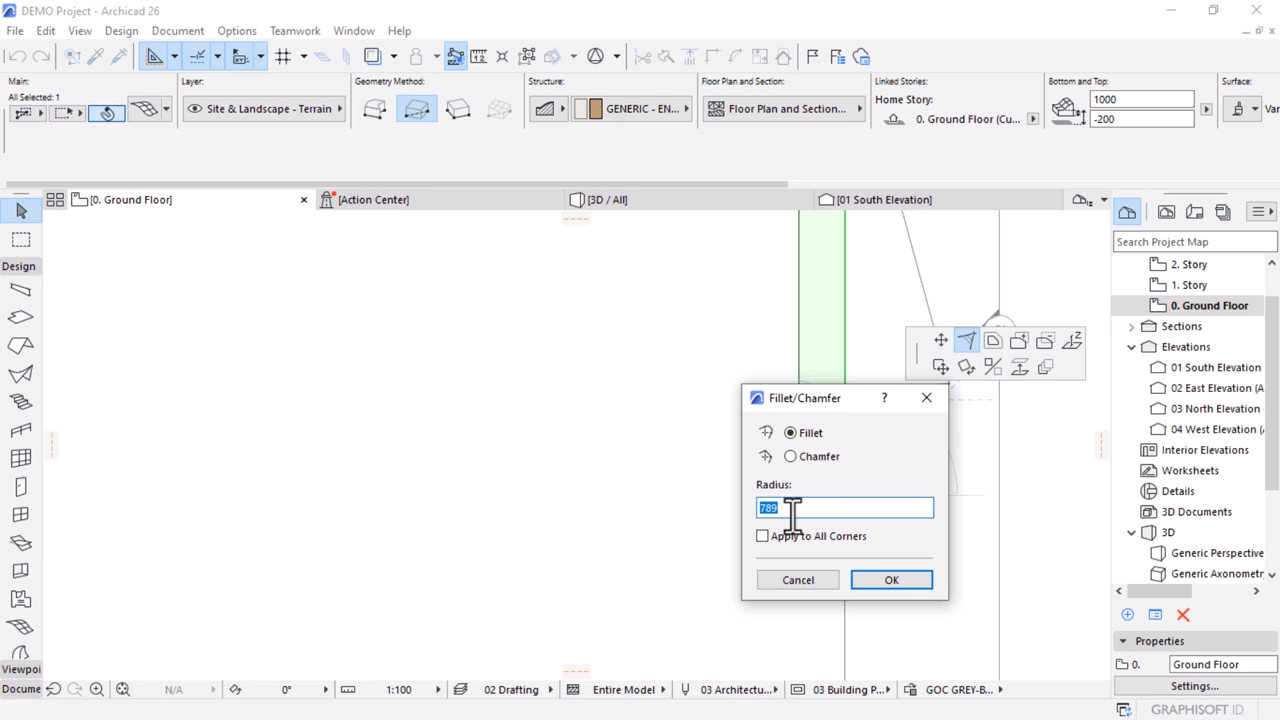 DEMO Project - Archicad 26
File Edit View Design Document Options Teamwork Window Help
Main:
All Selected: 1
Layer:
Site & Landscape - Terrain
Geometry Method:
Structure:
GENERIC - EN...
Floor Plan and Section:
Floor Plan and Section...
Linked Stories:
Home Story:
0. Ground Floor (Cu...
Bottom and Top:
1000
-200
Surface:
[0. Ground Floor]
[Action Center]
[3D / All]
[01 South Elevation]
Design
Viewpoi
Docume
Search Project Map
2. Story
1. Story
0. Ground Floor
Sections
Elevations
01 South Elevation
02 East Elevation (A
03 North Elevation
04 West Elevation (
Interior Elevations
Worksheets
Details
3D Documents
3D
Generic Perspective
Generic Axonometr
Properties
0. Ground Floor
Settings...
Fillet/Chamfer ?
Fillet
Chamfer
Radius:
789
Apply to All Corners
Cancel OK
N/A 0° 1:100 02 Drafting Entire Model 03 Architectu... 03 Building P... GOC GREY-B...
GRAPHISOFT ID